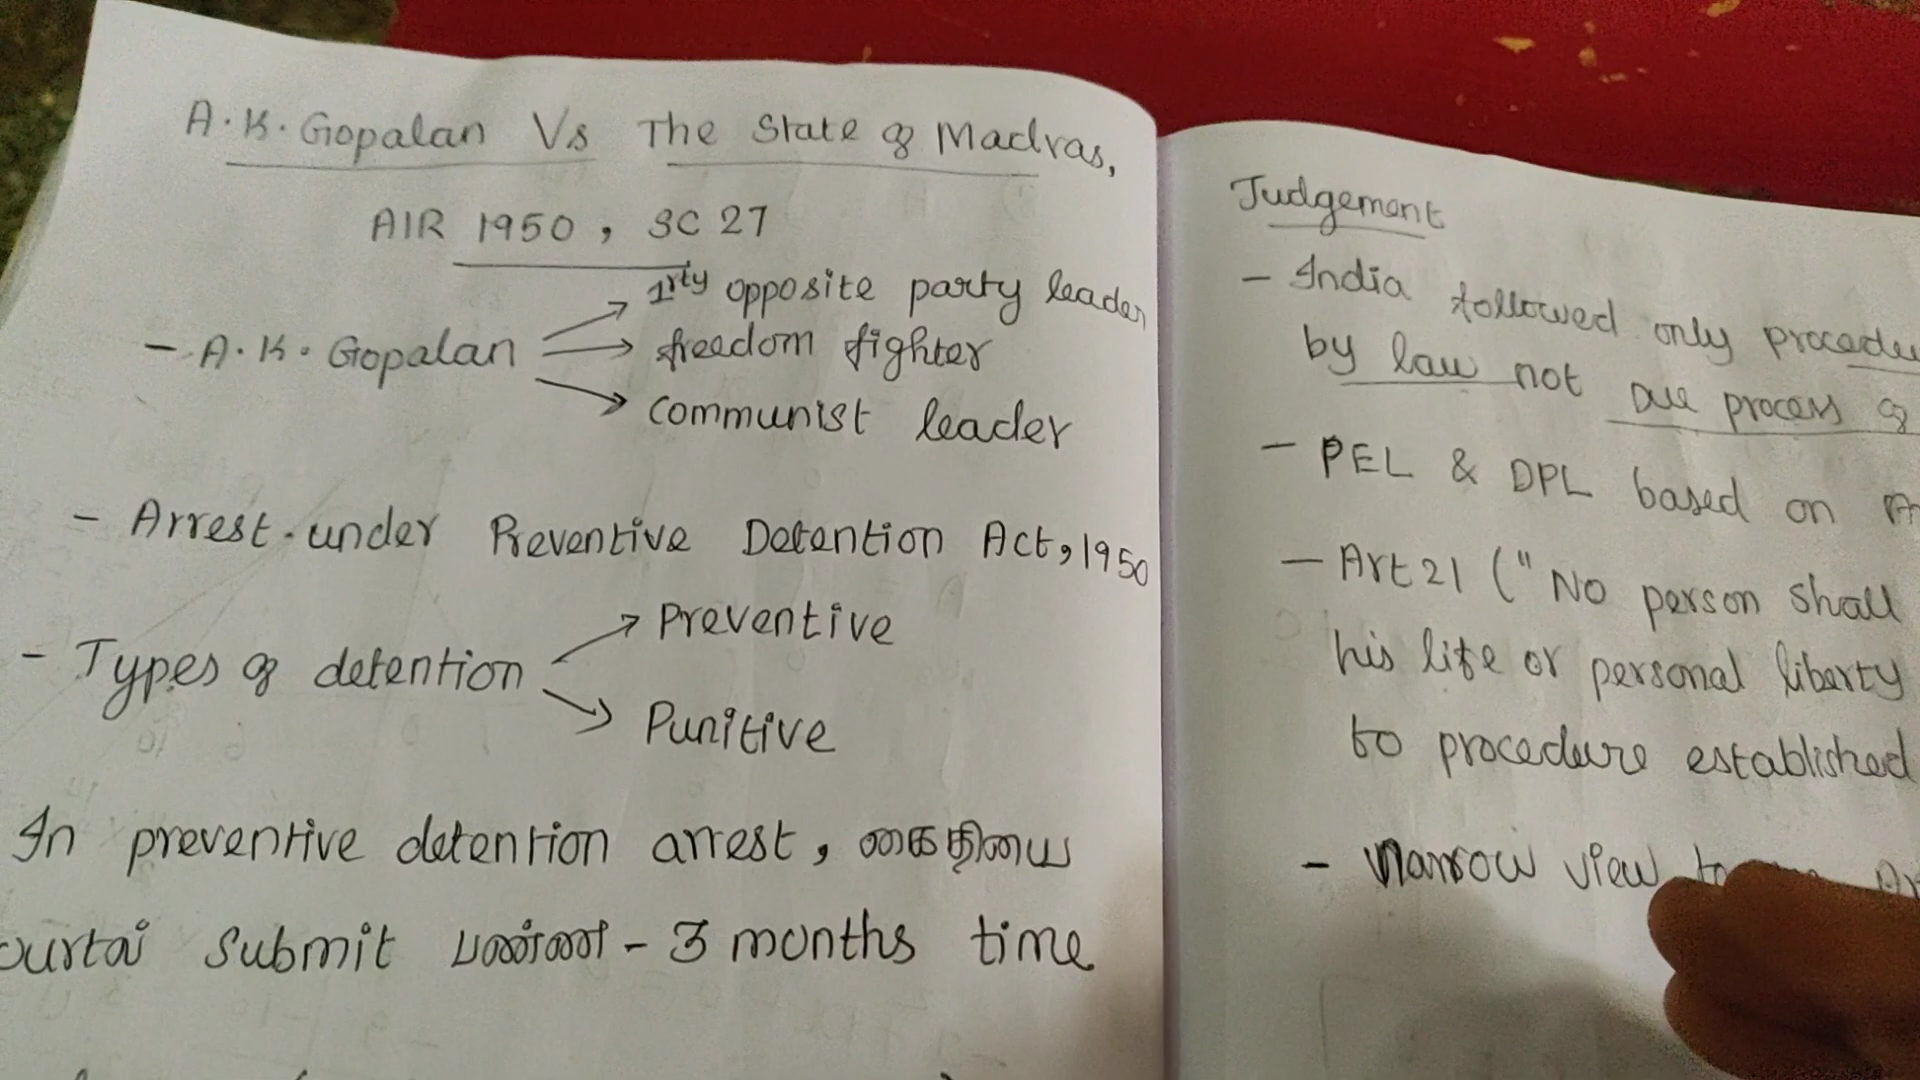 A.K. Gopalan Vs The State of Madras,
AIR 1950, SC 27
1rty opposite party leader
- A.K. Gopalan
freedom fighter
communist leader
- Arrest under Preventive Detention Act, 1950
Preventive
- Types of detention
Punitive
In preventive detention arrest, கைதியை
submit பண்ண - 3 months time
Judgement
- India followed only
by law not due process of
- PEL & DPL based on
- Art 21 ("No person shall
his life or personal liberty
to procedure established
- Narrow view